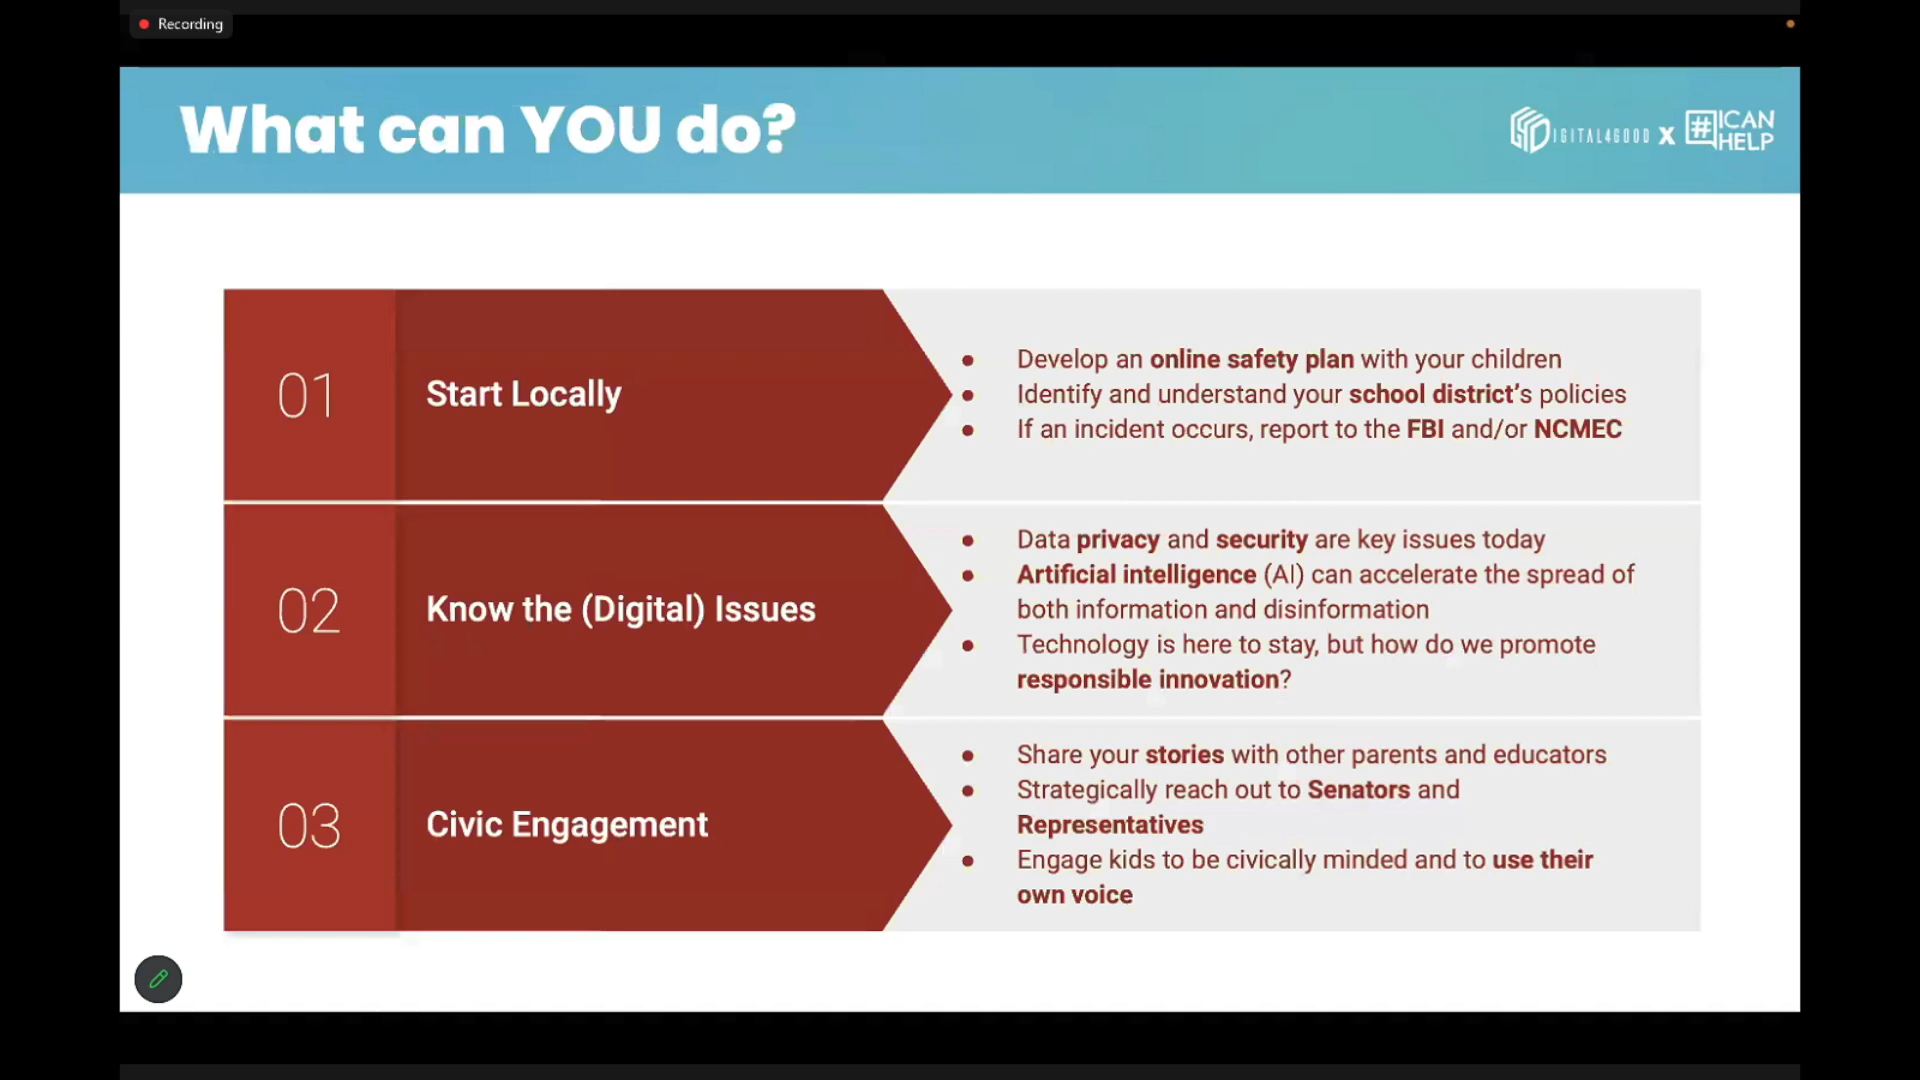 Recording
What can YOU do?
DIGITAL4GOOD x #ICAN
HELP
01
Start Locally
● Develop an online safety plan with your children
● Identify and understand your school district's policies
● If an incident occurs, report to the FBI and/or NCMEC
02
Know the (Digital) Issues
● Data privacy and security are key issues today
● Artificial intelligence (AI) can accelerate the spread of
both information and disinformation
● Technology is here to stay, but how do we promote
responsible innovation?
03
Civic Engagement
● Share your stories with other parents and educators
● Strategically reach out to Senators and
Representatives
● Engage kids to be civically minded and to use their
own voice